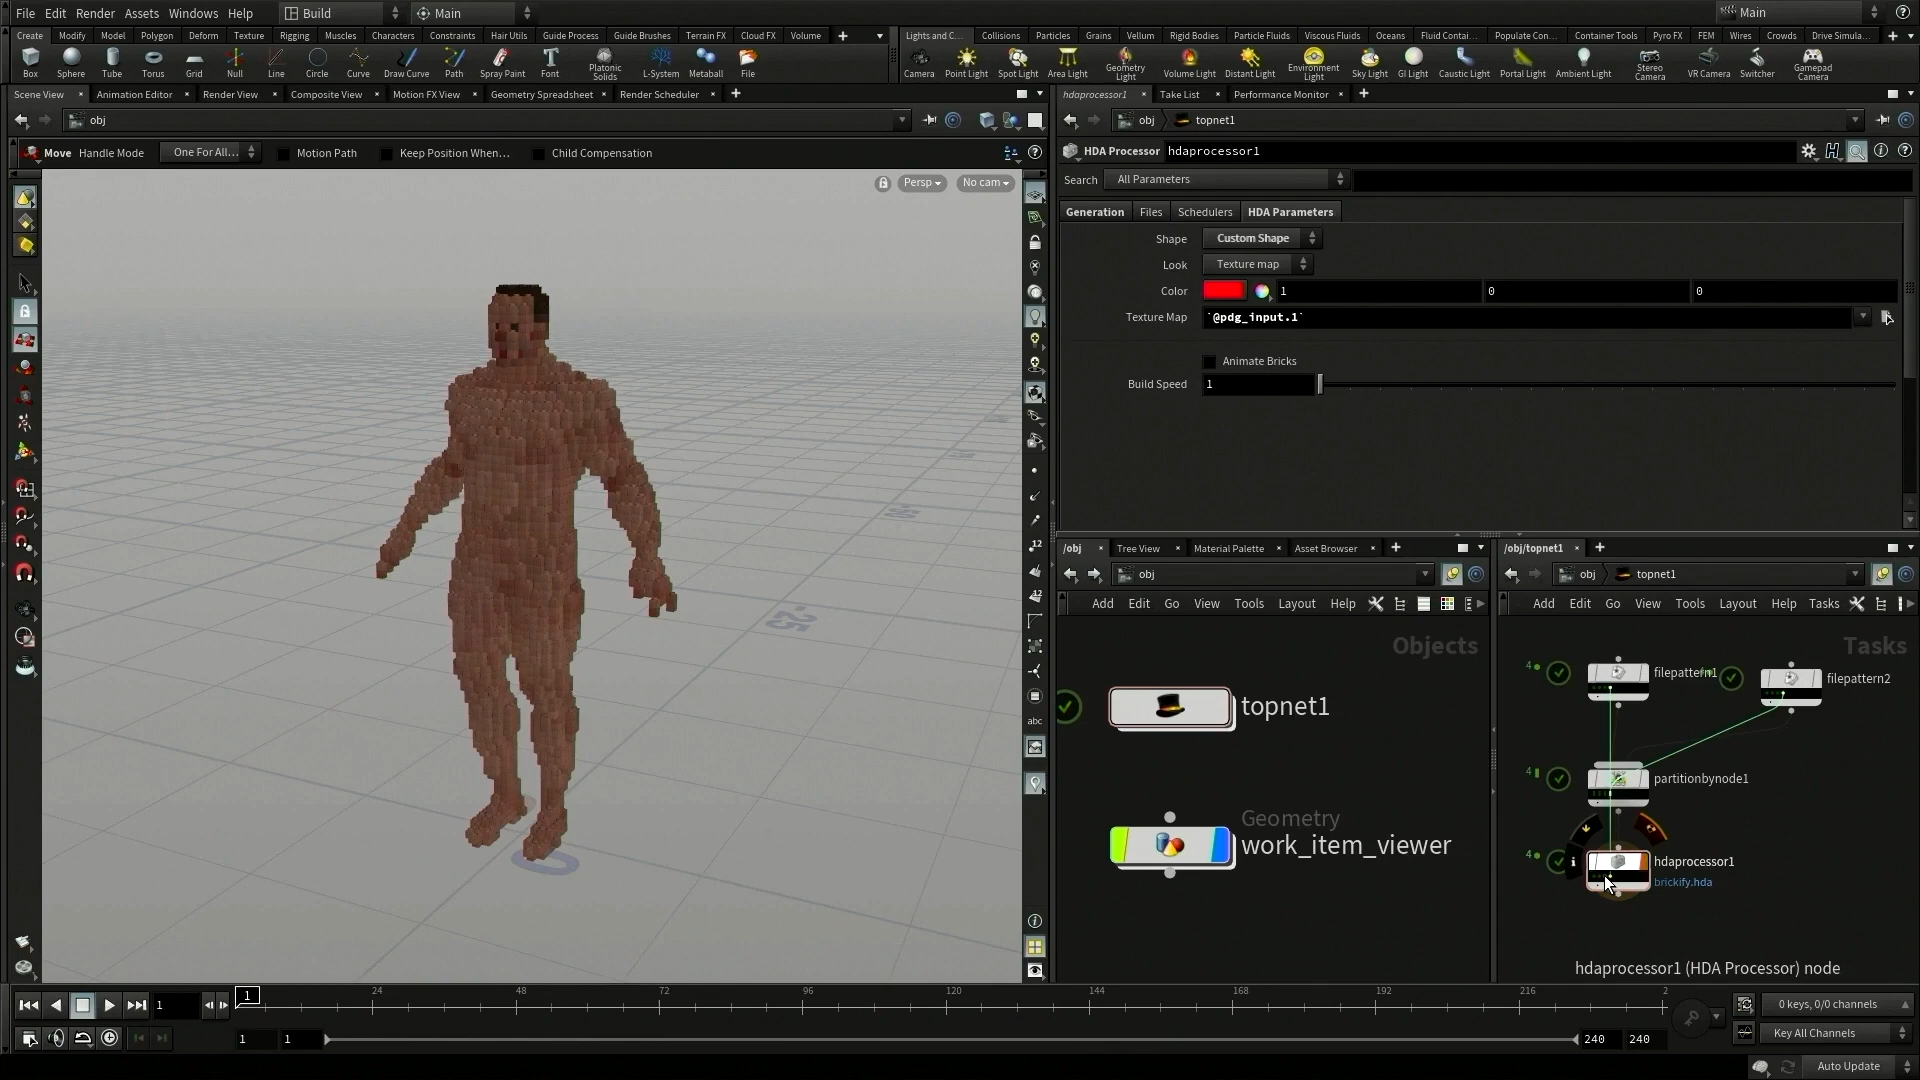 File Edit Render Assets Windows Help Build Main Main
Create Modify Model Polygon Deform Texture Rigging Muscles Characters Constraints Hair Utils Guide Process Guide Brushes Terrain FX Cloud FX Volume
Lights and C... Collisions Particles Grains Vellum Rigid Bodies Particle Fluids Viscous Fluids Oceans Fluid Contai... Populate Con... Container Tools Pyro FX FEM Wires Crowds Drive Simula...
Box Sphere Tube Torus Grid Null Line Circle Curve Draw Curve Path Spray Paint Font Platonic Solids L-System Metaball File
Camera Point Light Spot Light Area Light Geometry Light Volume Light Distant Light Environment Light Sky Light GI Light Caustic Light Portal Light Ambient Light Stereo Camera VR Camera Switcher Gamepad Camera
Scene View Animation Editor Render View Composite View Motion FX View Geometry Spreadsheet Render Scheduler
hdaprocessor1 Take List Performance Monitor
obj
obj topnet1
Move Handle Mode One For All... Motion Path Keep Position When... Child Compensation
HDA Processor hdaprocessor1
Persp No cam
Search All Parameters
Generation Files Schedulers HDA Parameters
Shape Custom Shape
Look Texture map
Color 1 0 0
Texture Map `@pdg_input.1`
Animate Bricks
Build Speed 1
12
12
abc
25
/obj Tree View Material Palette Asset Browser
/obj/topnet1
obj
obj topnet1
Add Edit Go View Tools Layout Help
Add Edit Go View Tools Layout Help Tasks
Objects
topnet1
Geometry
work_item_viewer
Tasks
4 filepattern1
filepattern2
4 partitionbynode1
4 hdaprocessor1
brickify.hda
hdaprocessor1 (HDA Processor) node
1 1 24 48 72 96 120 144 168 192 216 2
0 keys, 0/0 channels
1 1 240 240
Key All Channels
Auto Update